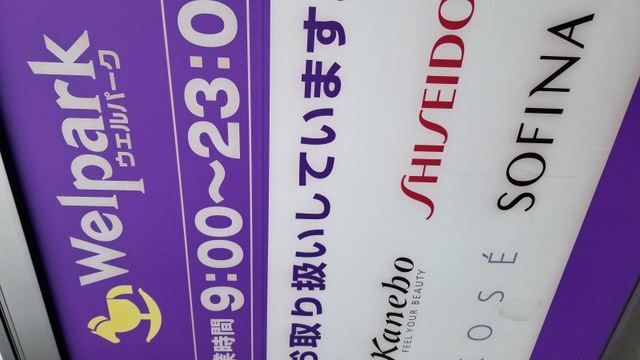 Welpark
ウエルパーク
業時間 9:00〜23:0
お取り扱いしています。
SHISEIDO
SOFINA
Kanebo
FEEL YOUR BEAUTY
OSÉ